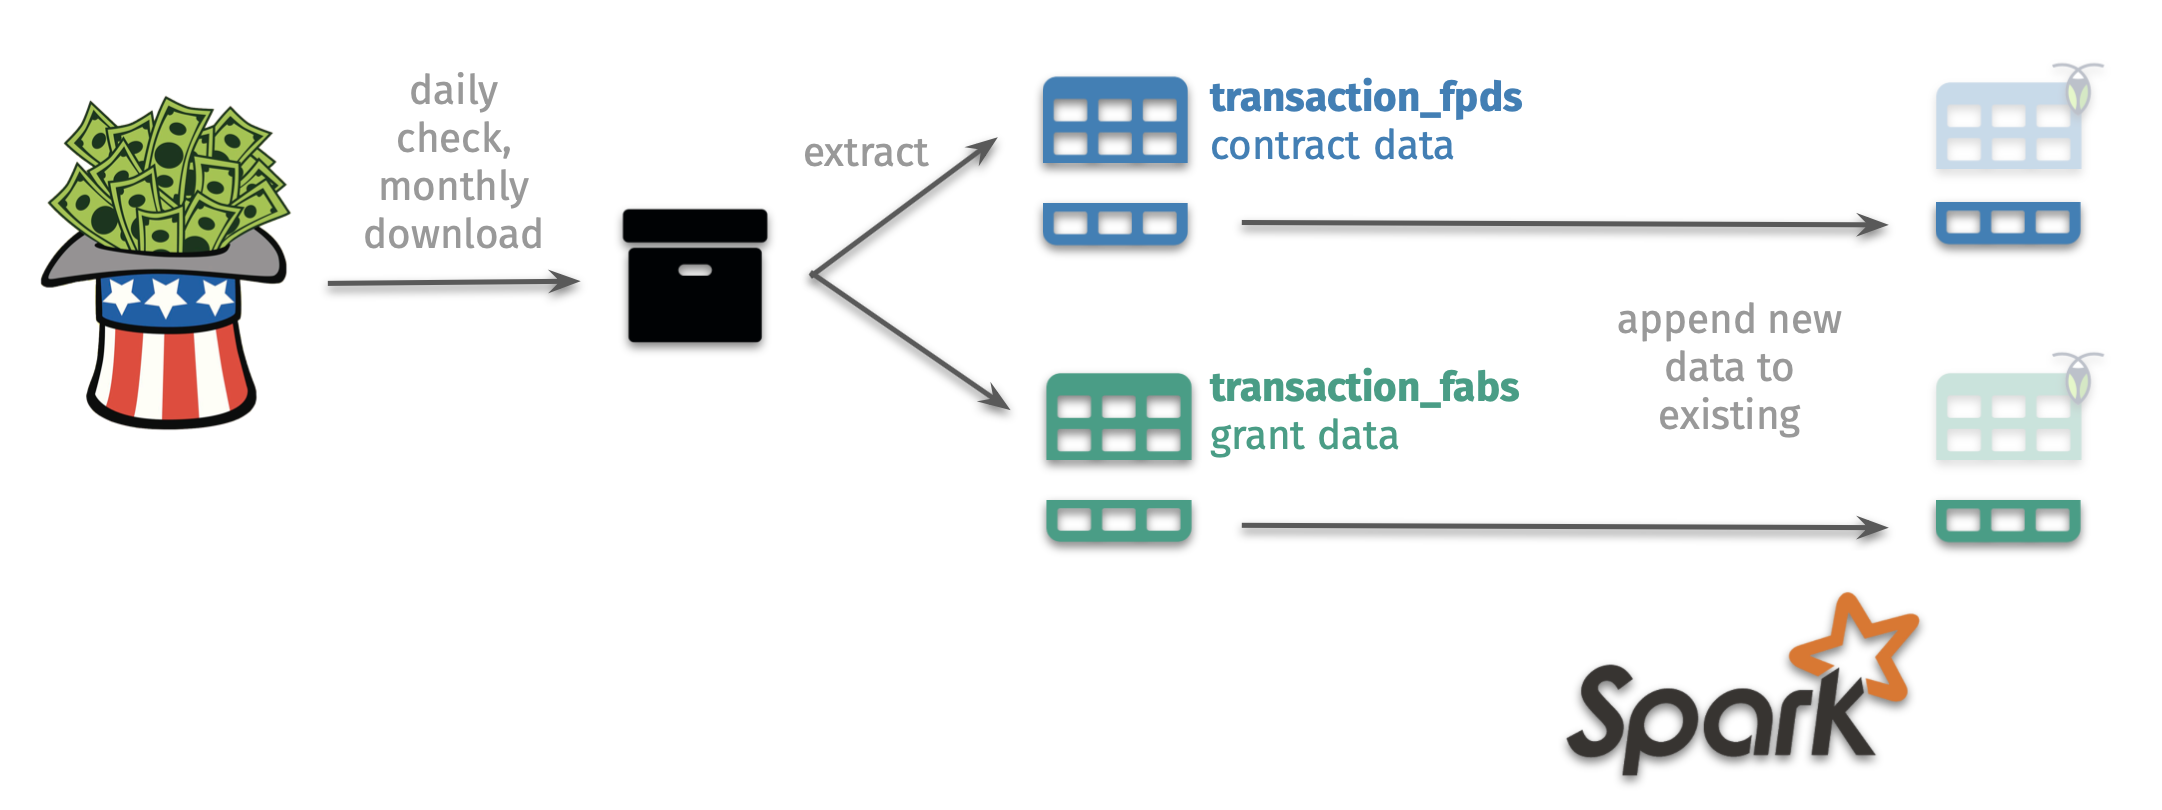 daily
check,
monthly
download
extract
transaction_fpds
contract data
transaction_fabs
grant data
append new
data to
existing
Spark